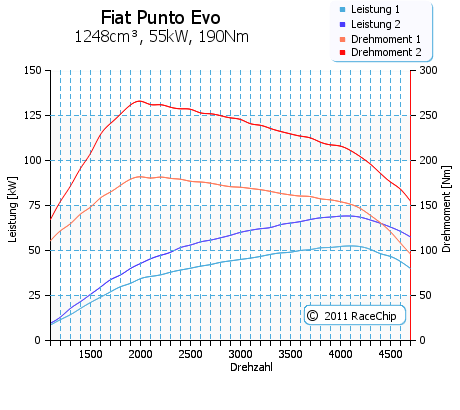 Fiat Punto Evo
1248cm³, 55kW, 190Nm
Leistung 1
Leistung 2
Drehmoment 1
Drehmoment 2
150
125
100
75
50
25
0
Leistung [kW]
300
250
200
150
100
50
0
Drehmoment [Nm]
© 2011 RaceChip
1500 2000 2500 3000 3500 4000 4500
Drehzahl